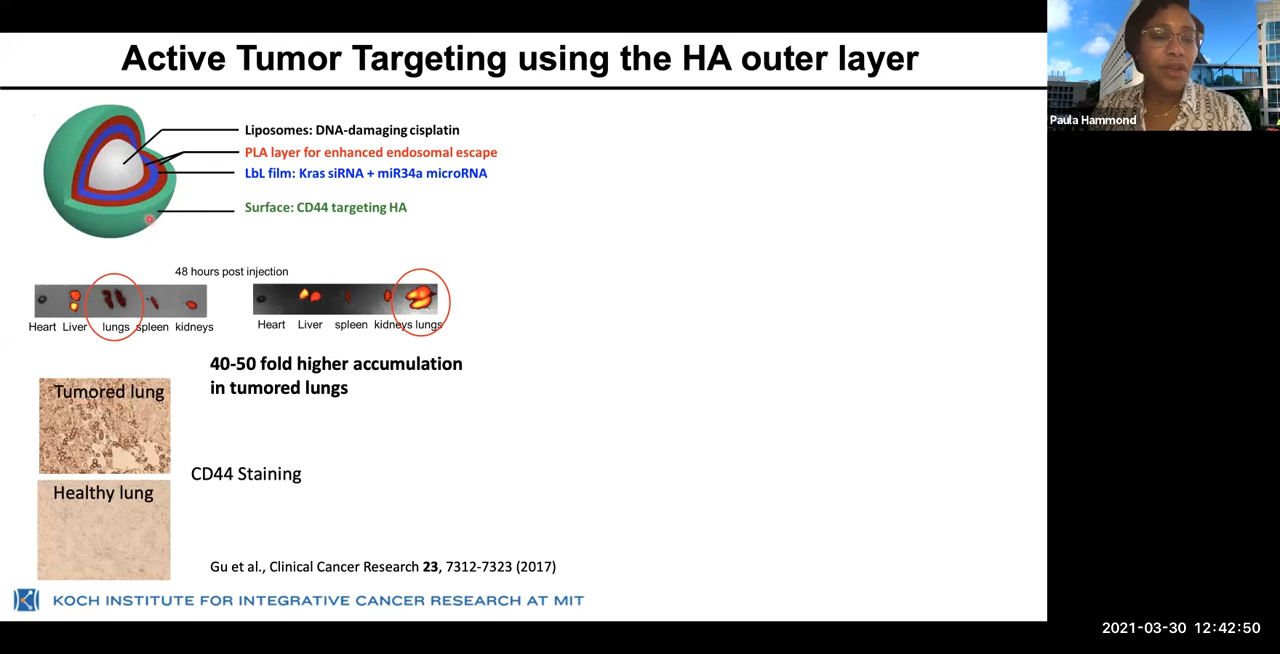 Active Tumor Targeting using the HA outer layer
Paula Hammond
Liposomes: DNA-damaging cisplatin
PLA layer for enhanced endosomal escape
LbL film: Kras siRNA + miR34a microRNA
Surface: CD44 targeting HA
48 hours post injection
Heart Liver lungs spleen kidneys
Heart Liver spleen kidneys lungs
40-50 fold higher accumulation
in tumored lungs
Tumored lung
CD44 Staining
Healthy lung
Gu et al., Clinical Cancer Research 23, 7312-7323 (2017)
KOCH INSTITUTE FOR INTEGRATIVE CANCER RESEARCH AT MIT
2021-03-30 12:42:50